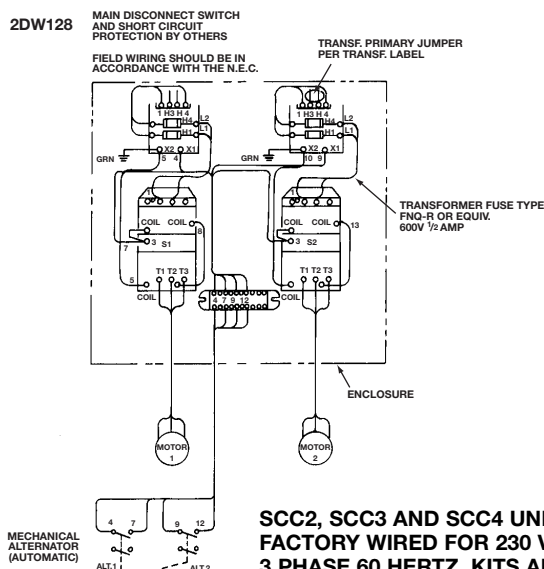 2DW128
MAIN DISCONNECT SWITCH
AND SHORT CIRCUIT
PROTECTION BY OTHERS
FIELD WIRING SHOULD BE IN
ACCORDANCE WITH THE N.E.C.
TRANSF. PRIMARY JUMPER
PER TRANSF. LABEL
1 H3 H 4
1 H3 H 4
H4 L2
H4 L2
H1 L1
H1 L1
GRN X2 X1
GRN X2 X1
5 4
10 9
TRANSFORMER FUSE TYPE
FNQ-R OR EQUIV.
600V 1/2 AMP
1
1
COIL COIL 8
COIL COIL 13
7 3 S1
3 S2
5 T1 T2 T3
T1 T2 T3
COIL
COIL
4 7 9 12
ENCLOSURE
MOTOR
1
MOTOR
2
4 7 9 12
MECHANICAL
ALTERNATOR
(AUTOMATIC)
ALT.1
SCC2, SCC3 AND SCC4
FACTORY WIRED FOR 230
3 PHASE 60 HERTZ. KITS